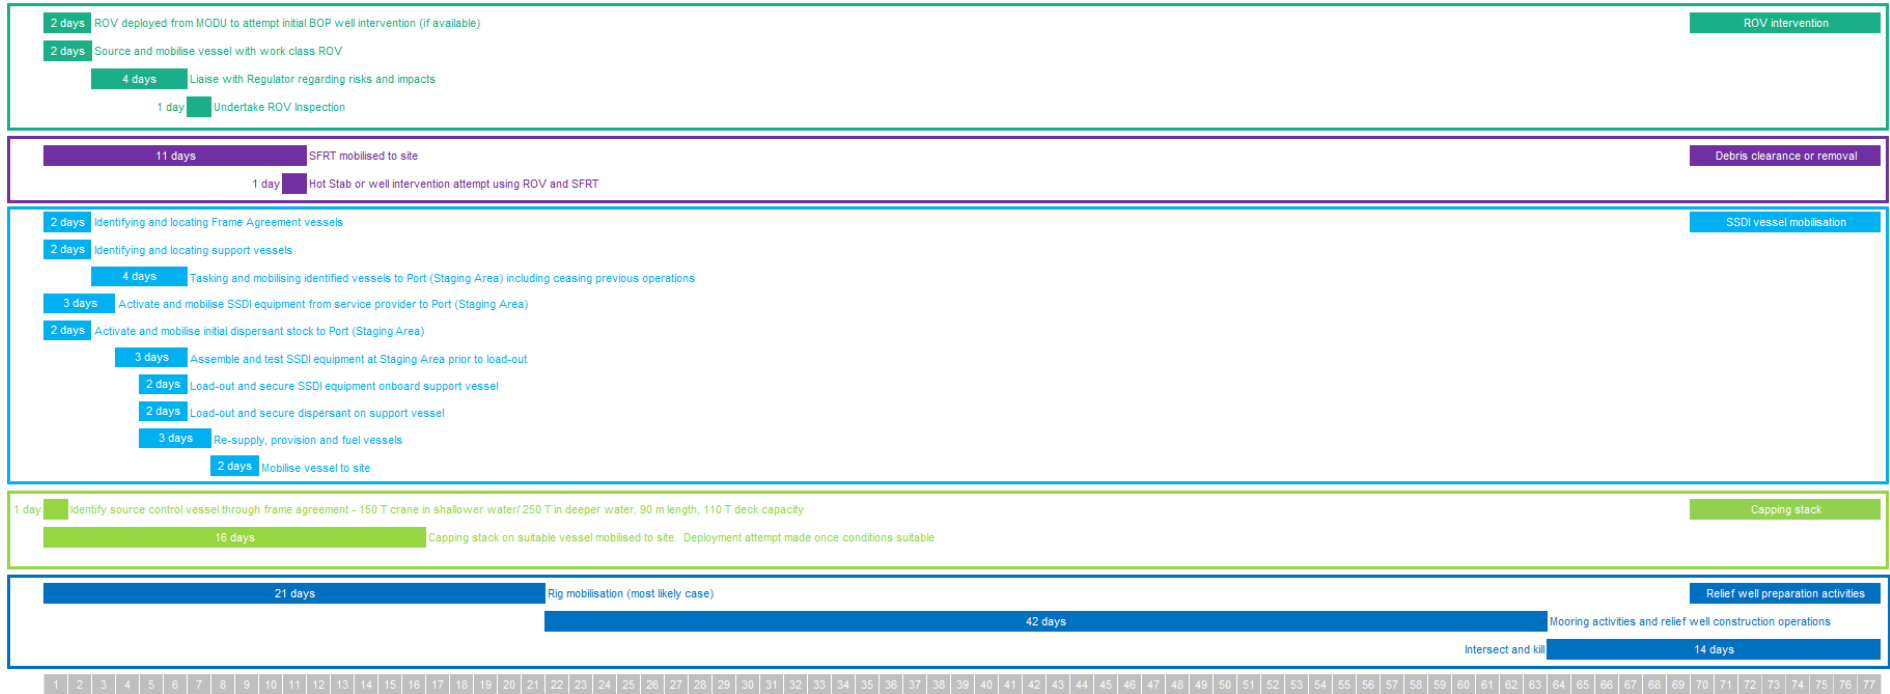 2 days ROV deployed from MODU to attempt initial BOP well intervention (if available) ROV intervention
2 days Source and mobilise vessel with work class ROV
4 days Liaise with Regulator regarding risks and impacts
1 day Undertake ROV Inspection
11 days SFRT mobilised to site Debris clearance or removal
1 day Hot Stab or well intervention attempt using ROV and SFRT
2 days Identifying and locating Frame Agreement vessels SSDI vessel mobilisation
2 days Identifying and locating support vessels
4 days Tasking and mobilising identified vessels to Port (Staging Area) including ceasing previous operations
3 days Activate and mobilise SSDI equipment from service provider to Port (Staging Area)
2 days Activate and mobilise initial dispersant stock to Port (Staging Area)
3 days Assemble and test SSDI equipment at Staging Area prior to load-out
2 days Load-out and secure SSDI equipment onboard support vessel
2 days Load-out and secure dispersant on support vessel
3 days Re-supply, provision and fuel vessels
2 days Mobilise vessel to site
1 day Identify source control vessel through frame agreement - 150 T crane in shallower water/ 250 T in deeper water, 90 m length, 110 T deck capacity Capping stack
16 days Capping stack on suitable vessel mobilised to site. Deployment attempt made once conditions suitable
21 days Rig mobilisation (most likely case) Relief well preparation activities
42 days Mooring activities and relief well construction operations
Intersect and kill 14 days
1 2 3 4 5 6 7 8 9 10 11 12 13 14 15 16 17 18 19 20 21 22 23 24 25 26 27 28 29 30 31 32 33 34 35 36 37 38 39 40 41 42 43 44 45 46 47 48 49 50 51 52 53 54 55 56 57 58 59 60 61 62 63 64 65 66 67 68 69 70 71 72 73 74 75 76 77